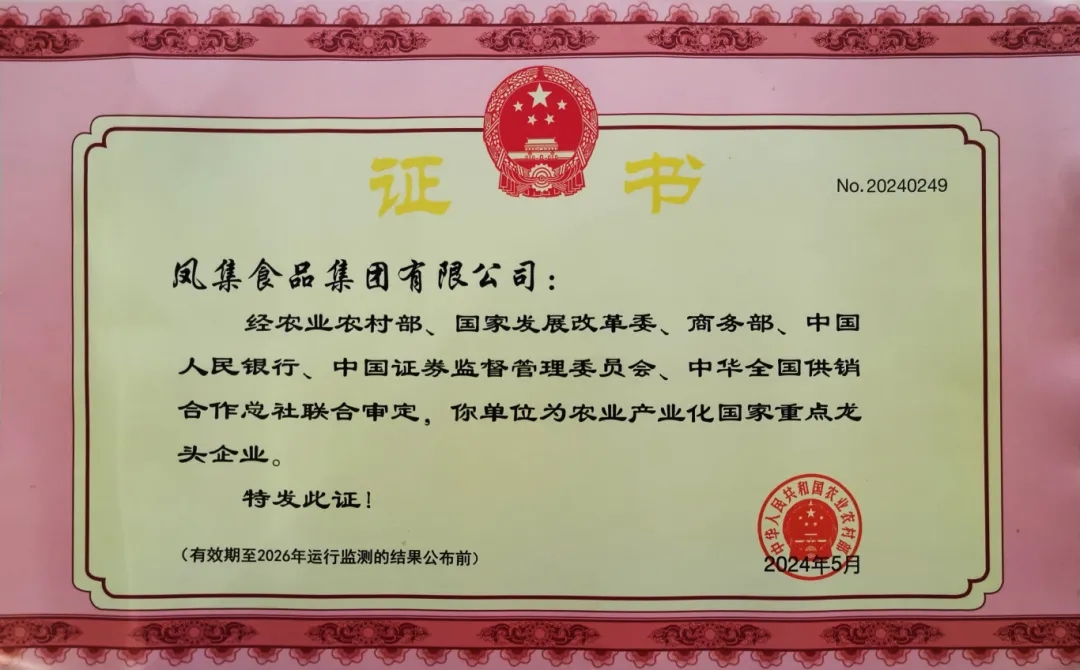 证 书
No.20240249
凤集食品集团有限公司：
经农业农村部、国家发展改革委、商务部、中国
人民银行、中国证券监督管理委员会、中华全国供销
合作总社联合审定，你单位为农业产业化国家重点龙
头企业。
特发此证！
中华人民共和国农业农村部
（有效期至2026年运行监测的结果公布前）
2024年5月